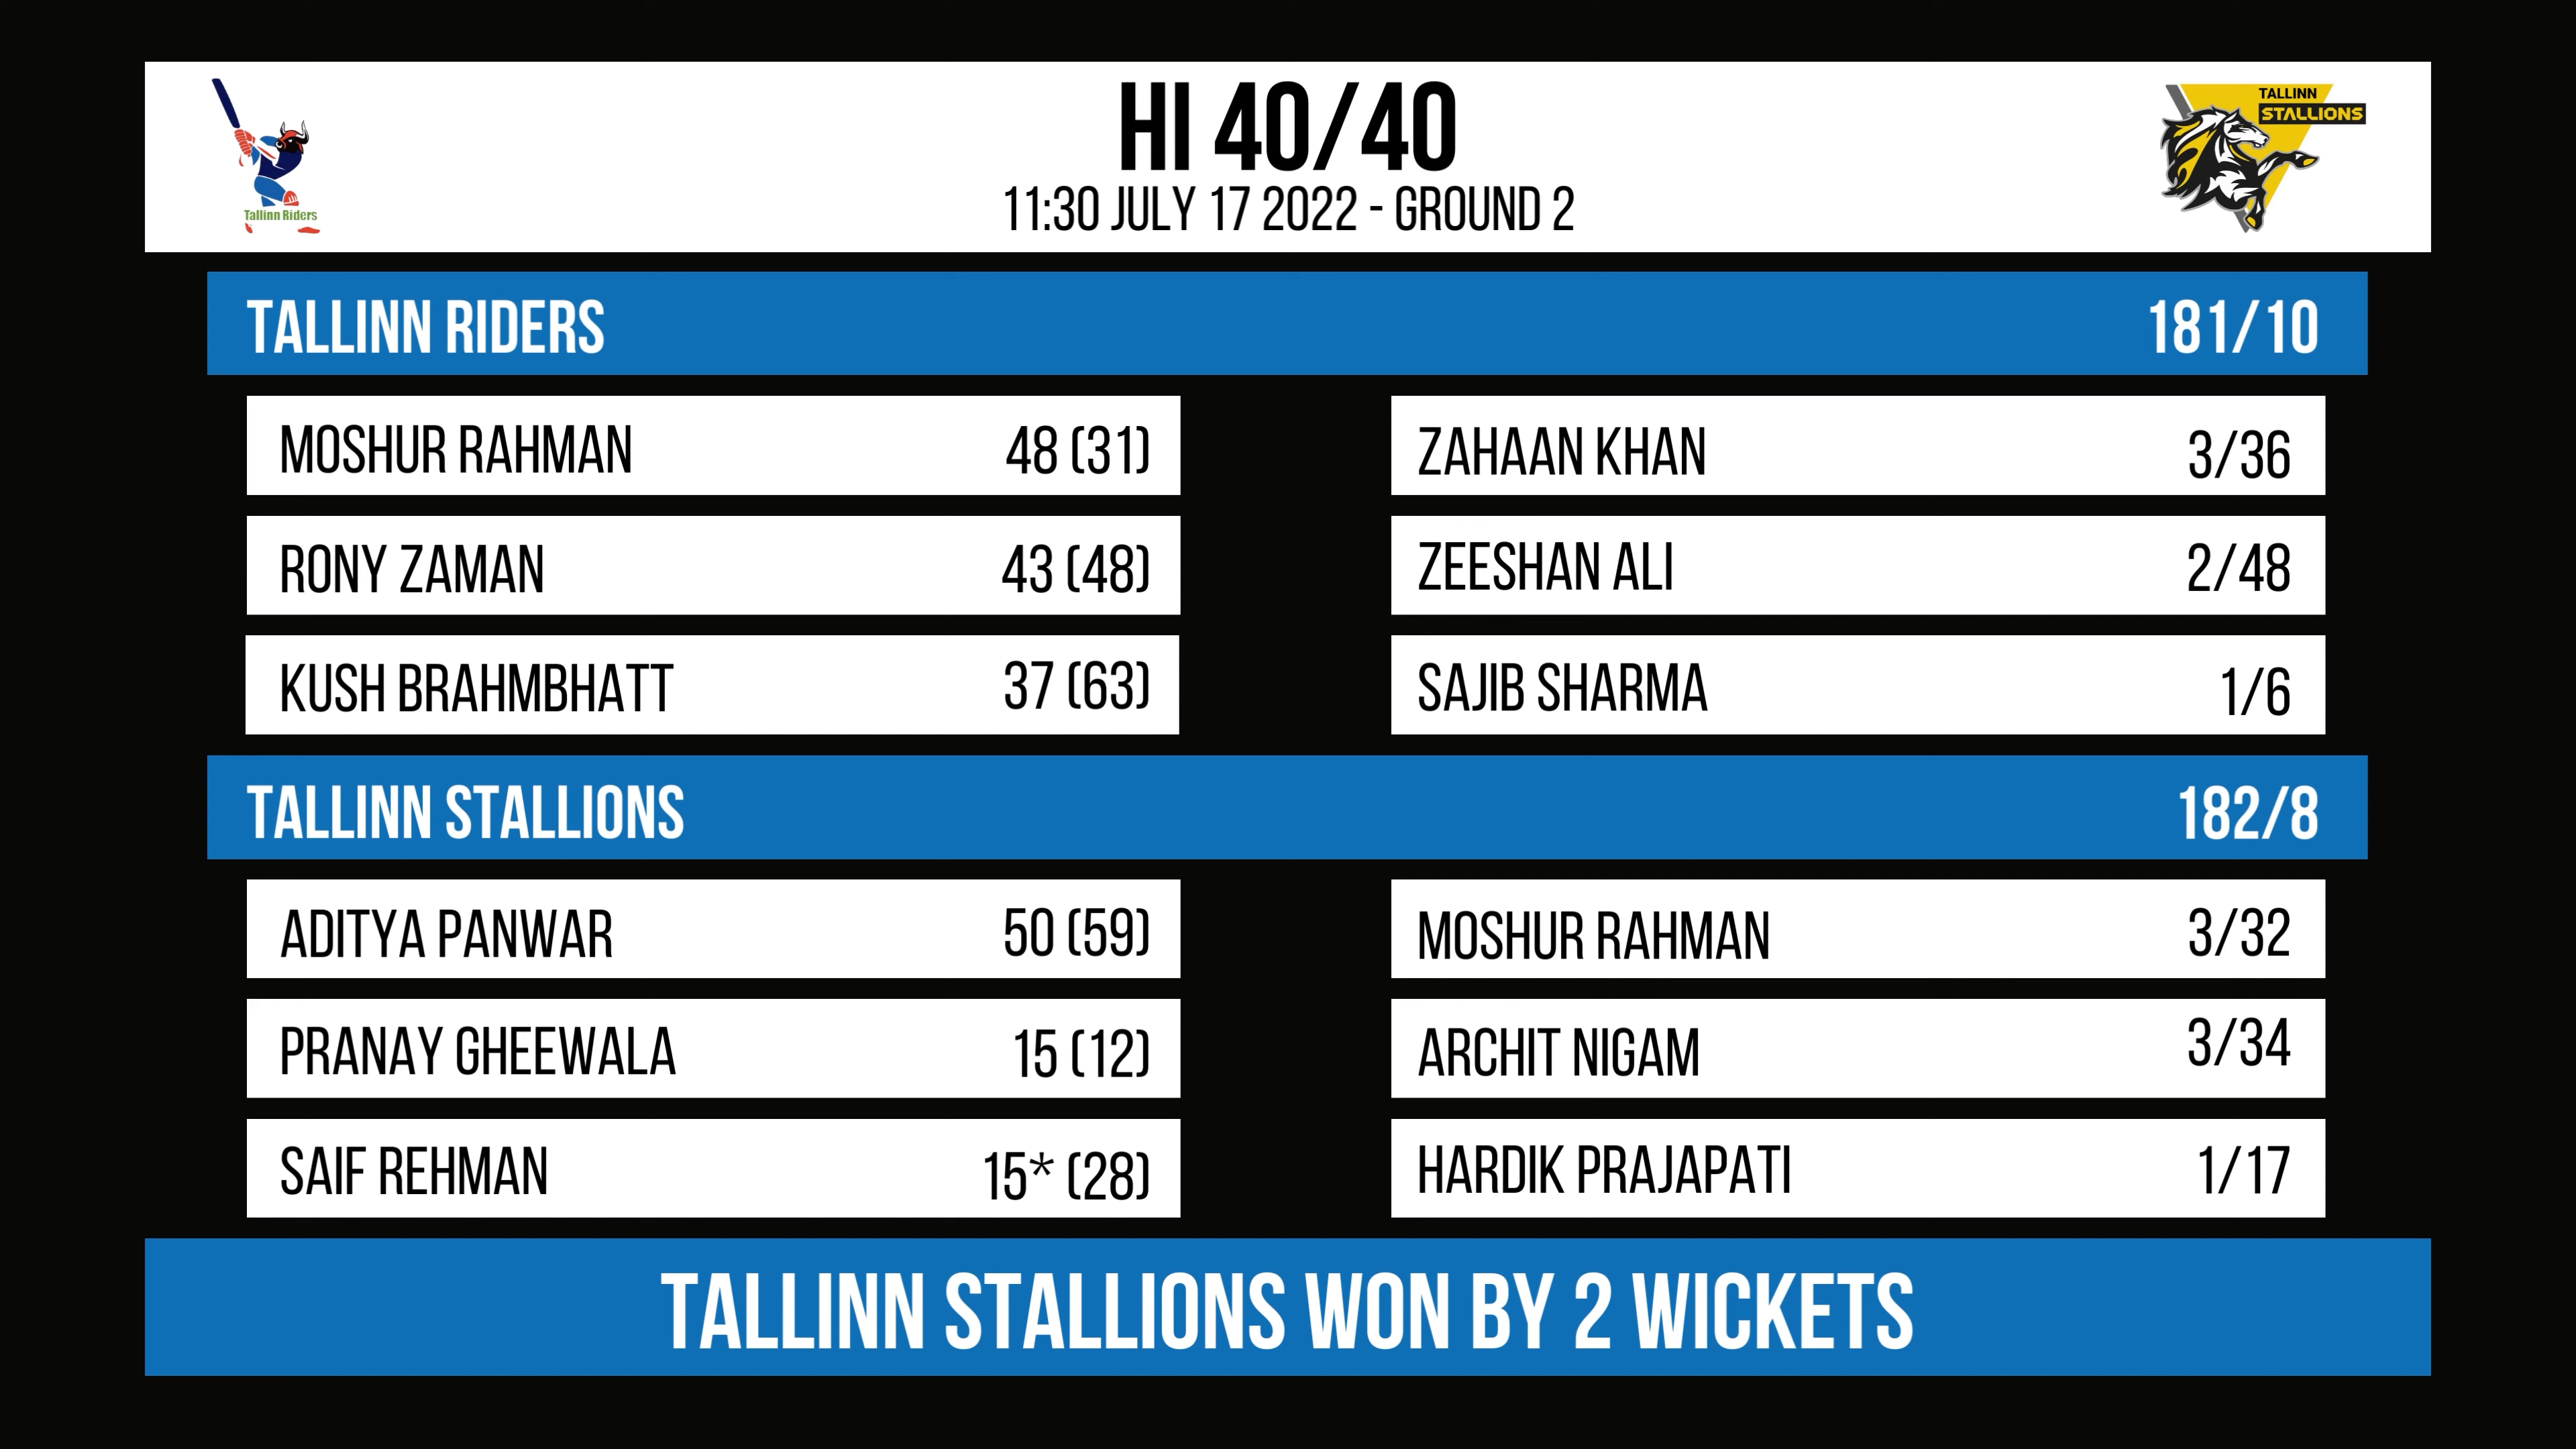 HI 40/40
11:30 JULY 17 2022 - GROUND 2
Tallinn Riders
TALLINN
STALLIONS
TALLINN RIDERS 181/10
MOSHUR RAHMAN 48 (31) ZAHAAN KHAN 3/36
RONY ZAMAN 43 (48) ZEESHAN ALI 2/48
KUSH BRAHMBHATT 37 (63) SAJIB SHARMA 1/6
TALLINN STALLIONS 182/8
ADITYA PANWAR 50 (59) MOSHUR RAHMAN 3/32
PRANAY GHEEWALA 15 (12) ARCHIT NIGAM 3/34
SAIF REHMAN 15* (28) HARDIK PRAJAPATI 1/17
TALLINN STALLIONS WON BY 2 WICKETS